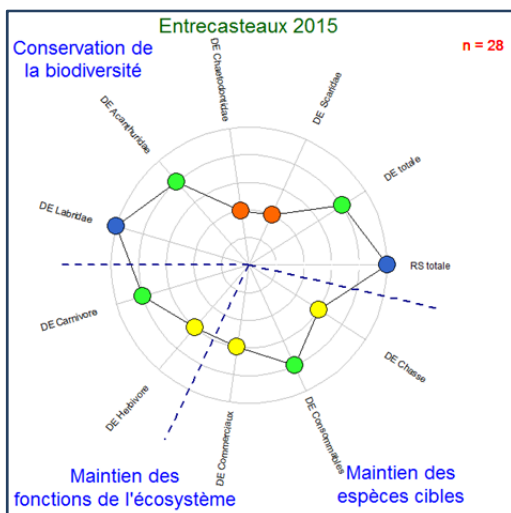 Entrecasteaux 2015
Conservation de
la biodiversité
n = 28
DE Chaetodontidae
DE Scaridae
DE Acanthuridae
DE totale
DE Labridae
RS totale
DE Carnivore
DE Chasse
DE Herbivore
DE Commerciaux
DE Consommables
Maintien des
fonctions de l'écosystème
Maintien des
espèces cibles